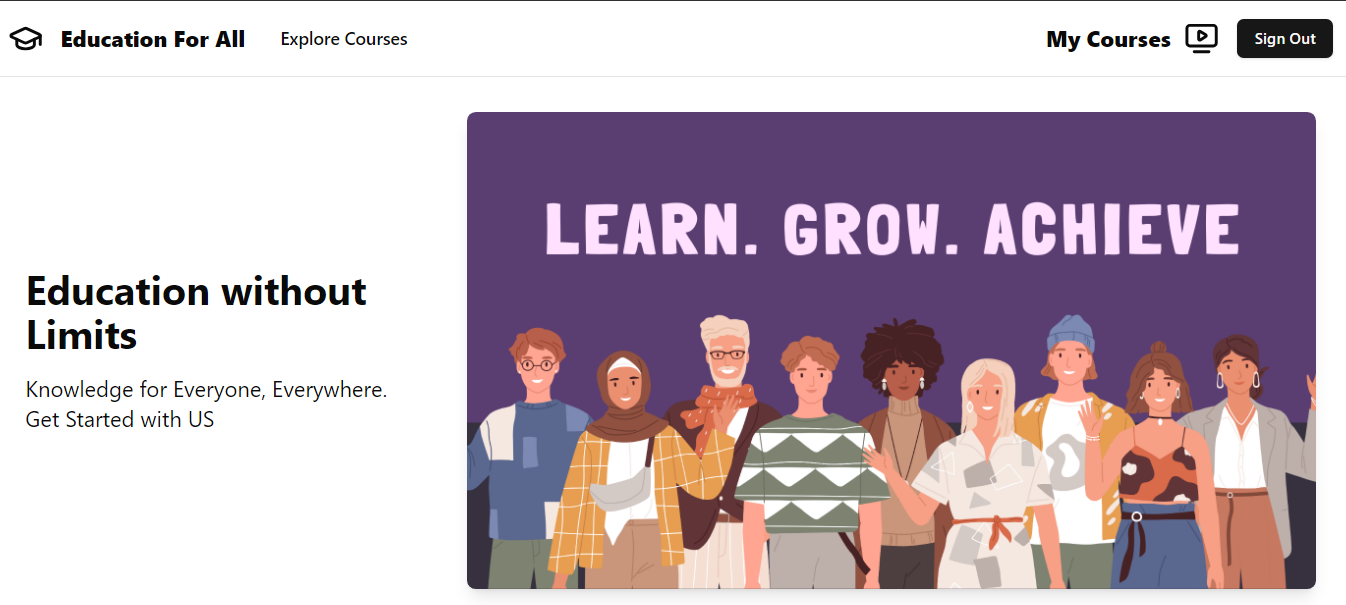 Education For All
Explore Courses
My Courses
Sign Out
LEARN. GROW. ACHIEVE
Education without
Limits
Knowledge for Everyone, Everywhere.
Get Started with US